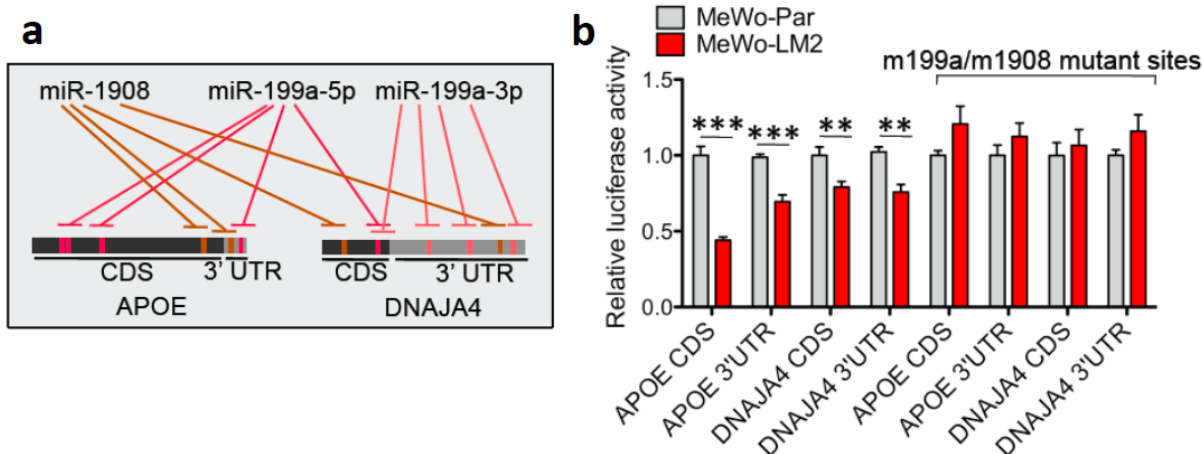 a
miR-1908 miR-199a-5p miR-199a-3p
CDS 3' UTR CDS 3' UTR
APOE DNAJA4
b
MeWo-Par
MeWo-LM2
m199a/m1908 mutant sites
Relative luciferase activity
1.5
1.0
0.5
0.0
*** *** ** **
APOE CDS
APOE 3'UTR
DNAJA4 CDS
DNAJA4 3'UTR
APOE CDS
APOE 3'UTR
DNAJA4 CDS
DNAJA4 3'UTR